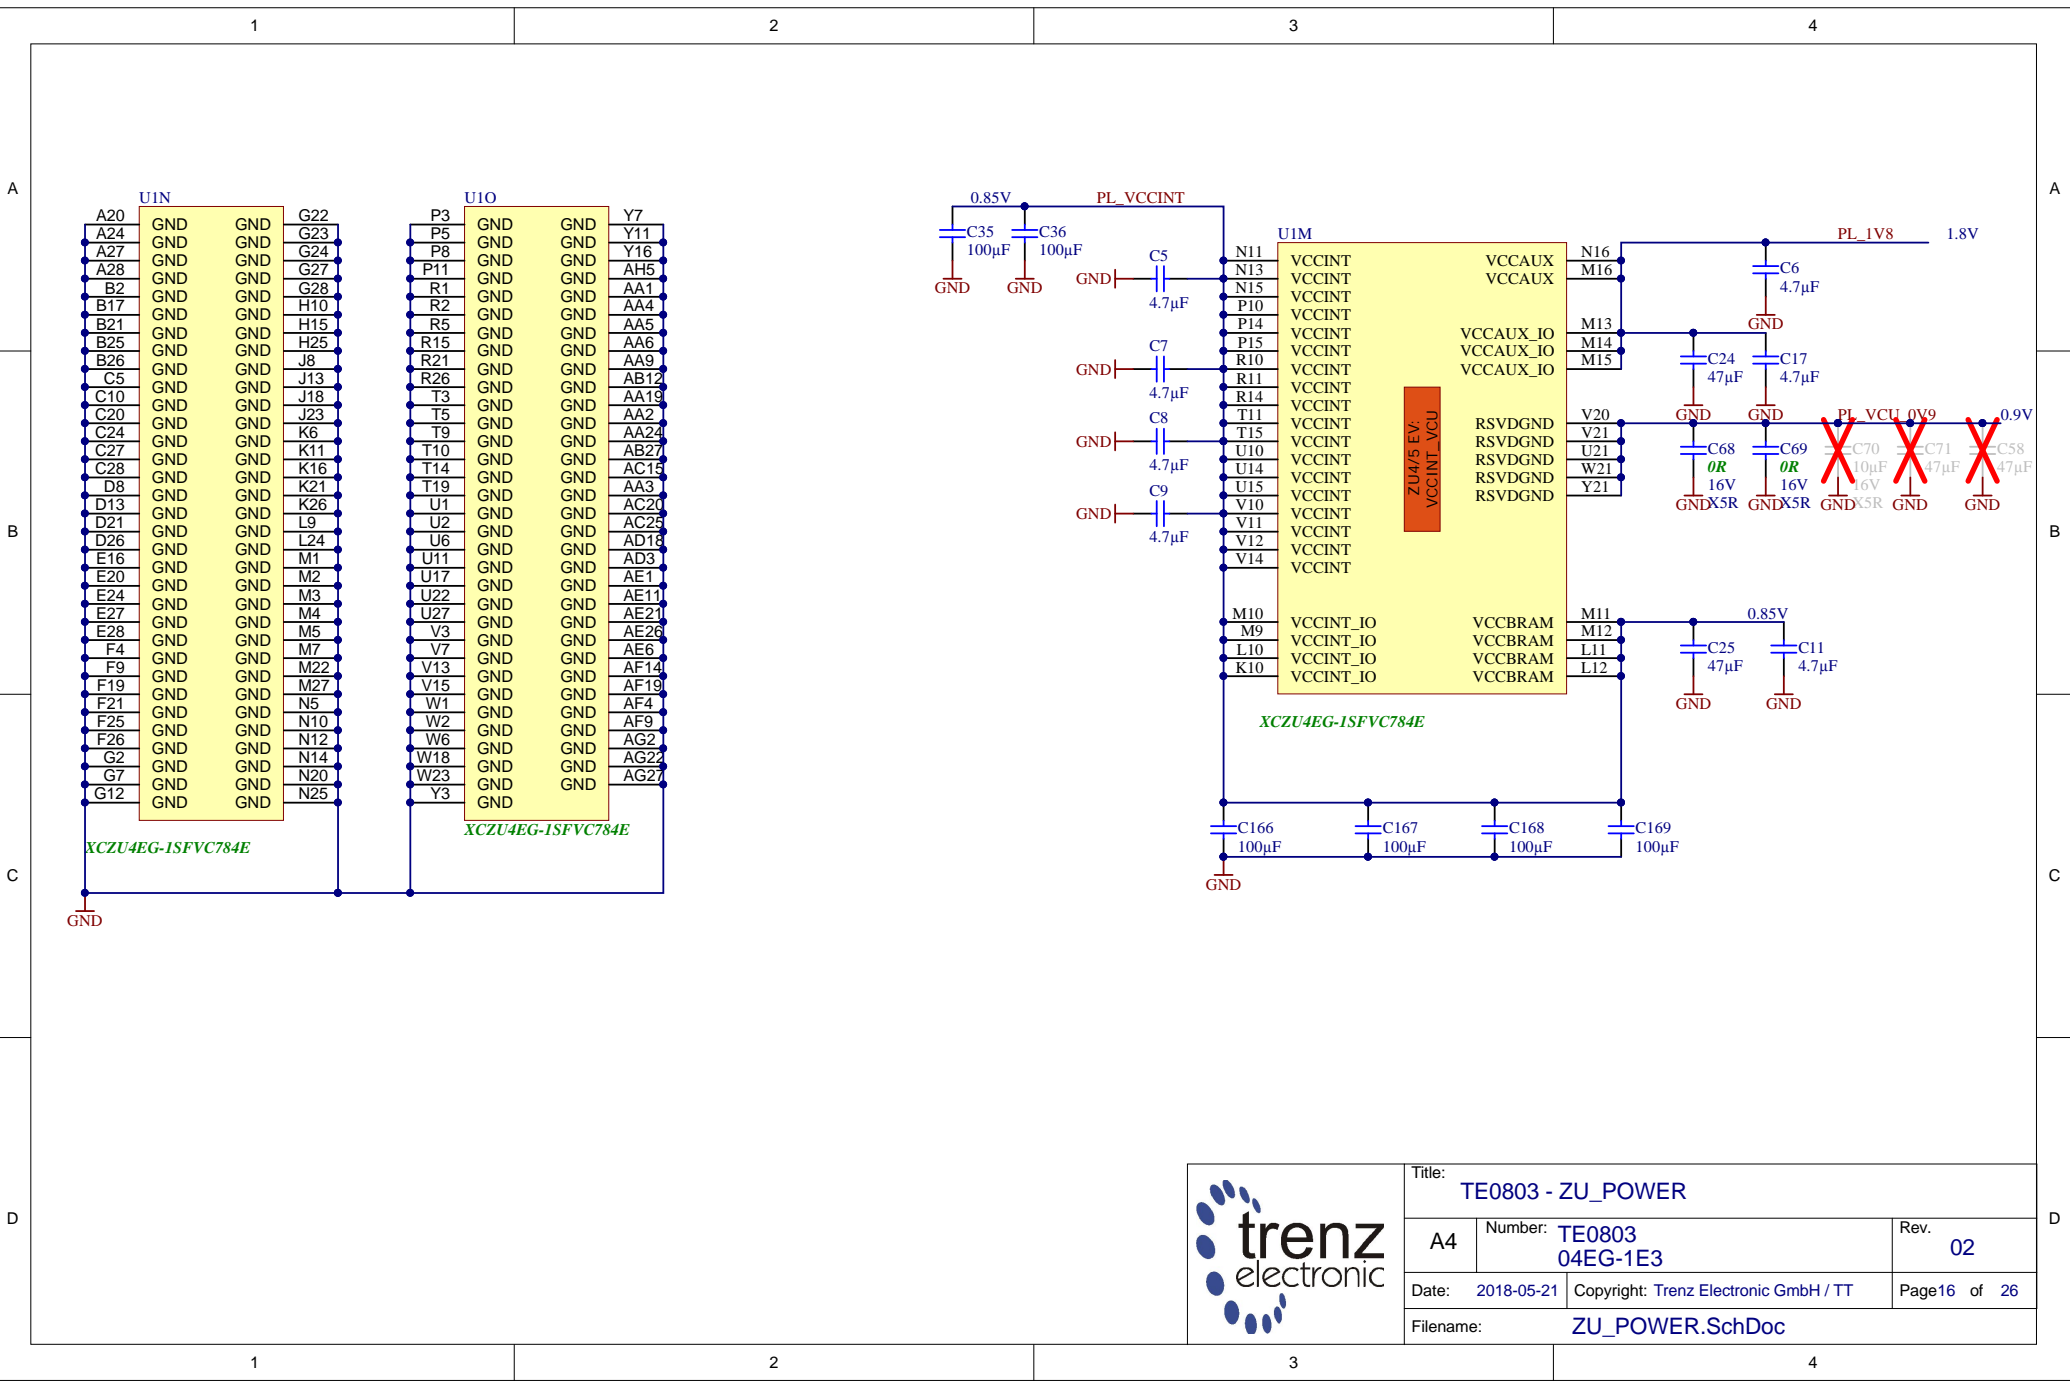 1 2 3 4
A A
B B
C C
D D
U1N
A20 GND GND G22
A24 GND GND G23
A27 GND GND G24
A28 GND GND G27
B2 GND GND G28
B17 GND GND H10
B21 GND GND H15
B25 GND GND H25
B26 GND GND J8
C5 GND GND J13
C10 GND GND J18
C20 GND GND J23
C24 GND GND K6
C27 GND GND K11
C28 GND GND K16
D8 GND GND K21
D13 GND GND K26
D21 GND GND L9
D26 GND GND L24
E16 GND GND M1
E20 GND GND M2
E24 GND GND M3
E27 GND GND M4
E28 GND GND M5
F4 GND GND M7
F9 GND GND M22
F19 GND GND M27
F21 GND GND N5
F25 GND GND N10
F26 GND GND N12
G2 GND GND N14
G7 GND GND N20
G12 GND GND N25
XCZU4EG-1SFVC784E
GND
U1O
P3 GND GND Y7
P5 GND GND Y11
P8 GND GND Y16
P11 GND GND AH5
R1 GND GND AA1
R2 GND GND AA4
R5 GND GND AA5
R15 GND GND AA6
R21 GND GND AA9
R26 GND GND AB12
T3 GND GND AA19
T5 GND GND AA2
T9 GND GND AA24
T10 GND GND AB27
T14 GND GND AC15
T19 GND GND AA3
U1 GND GND AC20
U2 GND GND AC25
U6 GND GND AD18
U11 GND GND AD3
U17 GND GND AE1
U22 GND GND AE11
U27 GND GND AE21
V3 GND GND AE26
V7 GND GND AE6
V13 GND GND AF14
V15 GND GND AF19
W1 GND GND AF4
W2 GND GND AF9
W6 GND GND AG2
W18 GND GND AG22
W23 GND GND AG27
Y3 GND
XCZU4EG-1SFVC784E
0.85V PL_VCCINT
C35 100µF GND
C36 100µF GND
GND C5 4.7µF
GND C7 4.7µF
GND C8 4.7µF
GND C9 4.7µF
U1M
N11 VCCINT
N13 VCCINT
N15 VCCINT
P10 VCCINT
P14 VCCINT
P15 VCCINT
R10 VCCINT
R11 VCCINT
R14 VCCINT
T11 VCCINT
T15 VCCINT
U10 VCCINT
U14 VCCINT
U15 VCCINT
V10 VCCINT
V11 VCCINT
V12 VCCINT
V14 VCCINT
M10 VCCINT_IO
M9 VCCINT_IO
L10 VCCINT_IO
K10 VCCINT_IO
ZU4/5 EV:
VCCINT_VCU
VCCAUX N16
VCCAUX M16
VCCAUX_IO M13
VCCAUX_IO M14
VCCAUX_IO M15
RSVDGND V20
RSVDGND V21
RSVDGND U21
RSVDGND W21
RSVDGND Y21
VCCBRAM M11
VCCBRAM M12
VCCBRAM L11
VCCBRAM L12
XCZU4EG-1SFVC784E
PL_1V8 1.8V
C6 4.7µF GND
C24 47µF GND
C17 4.7µF GND
PL_VCU_0V9 0.9V
C68 0R 16V X5R GND
C69 0R 16V X5R GND
C70 10µF 16V X5R GND
C71 47µF GND
C58 47µF GND
0.85V
C25 47µF GND
C11 4.7µF GND
C166 100µF
C167 100µF
C168 100µF
C169 100µF
GND
trenz
electronic
Title:
TE0803 - ZU_POWER
A4 Number: TE0803
04EG-1E3
Rev. 02
Date: 2018-05-21 Copyright: Trenz Electronic GmbH / TT Page16 of 26
Filename: ZU_POWER.SchDoc
1 2 3 4